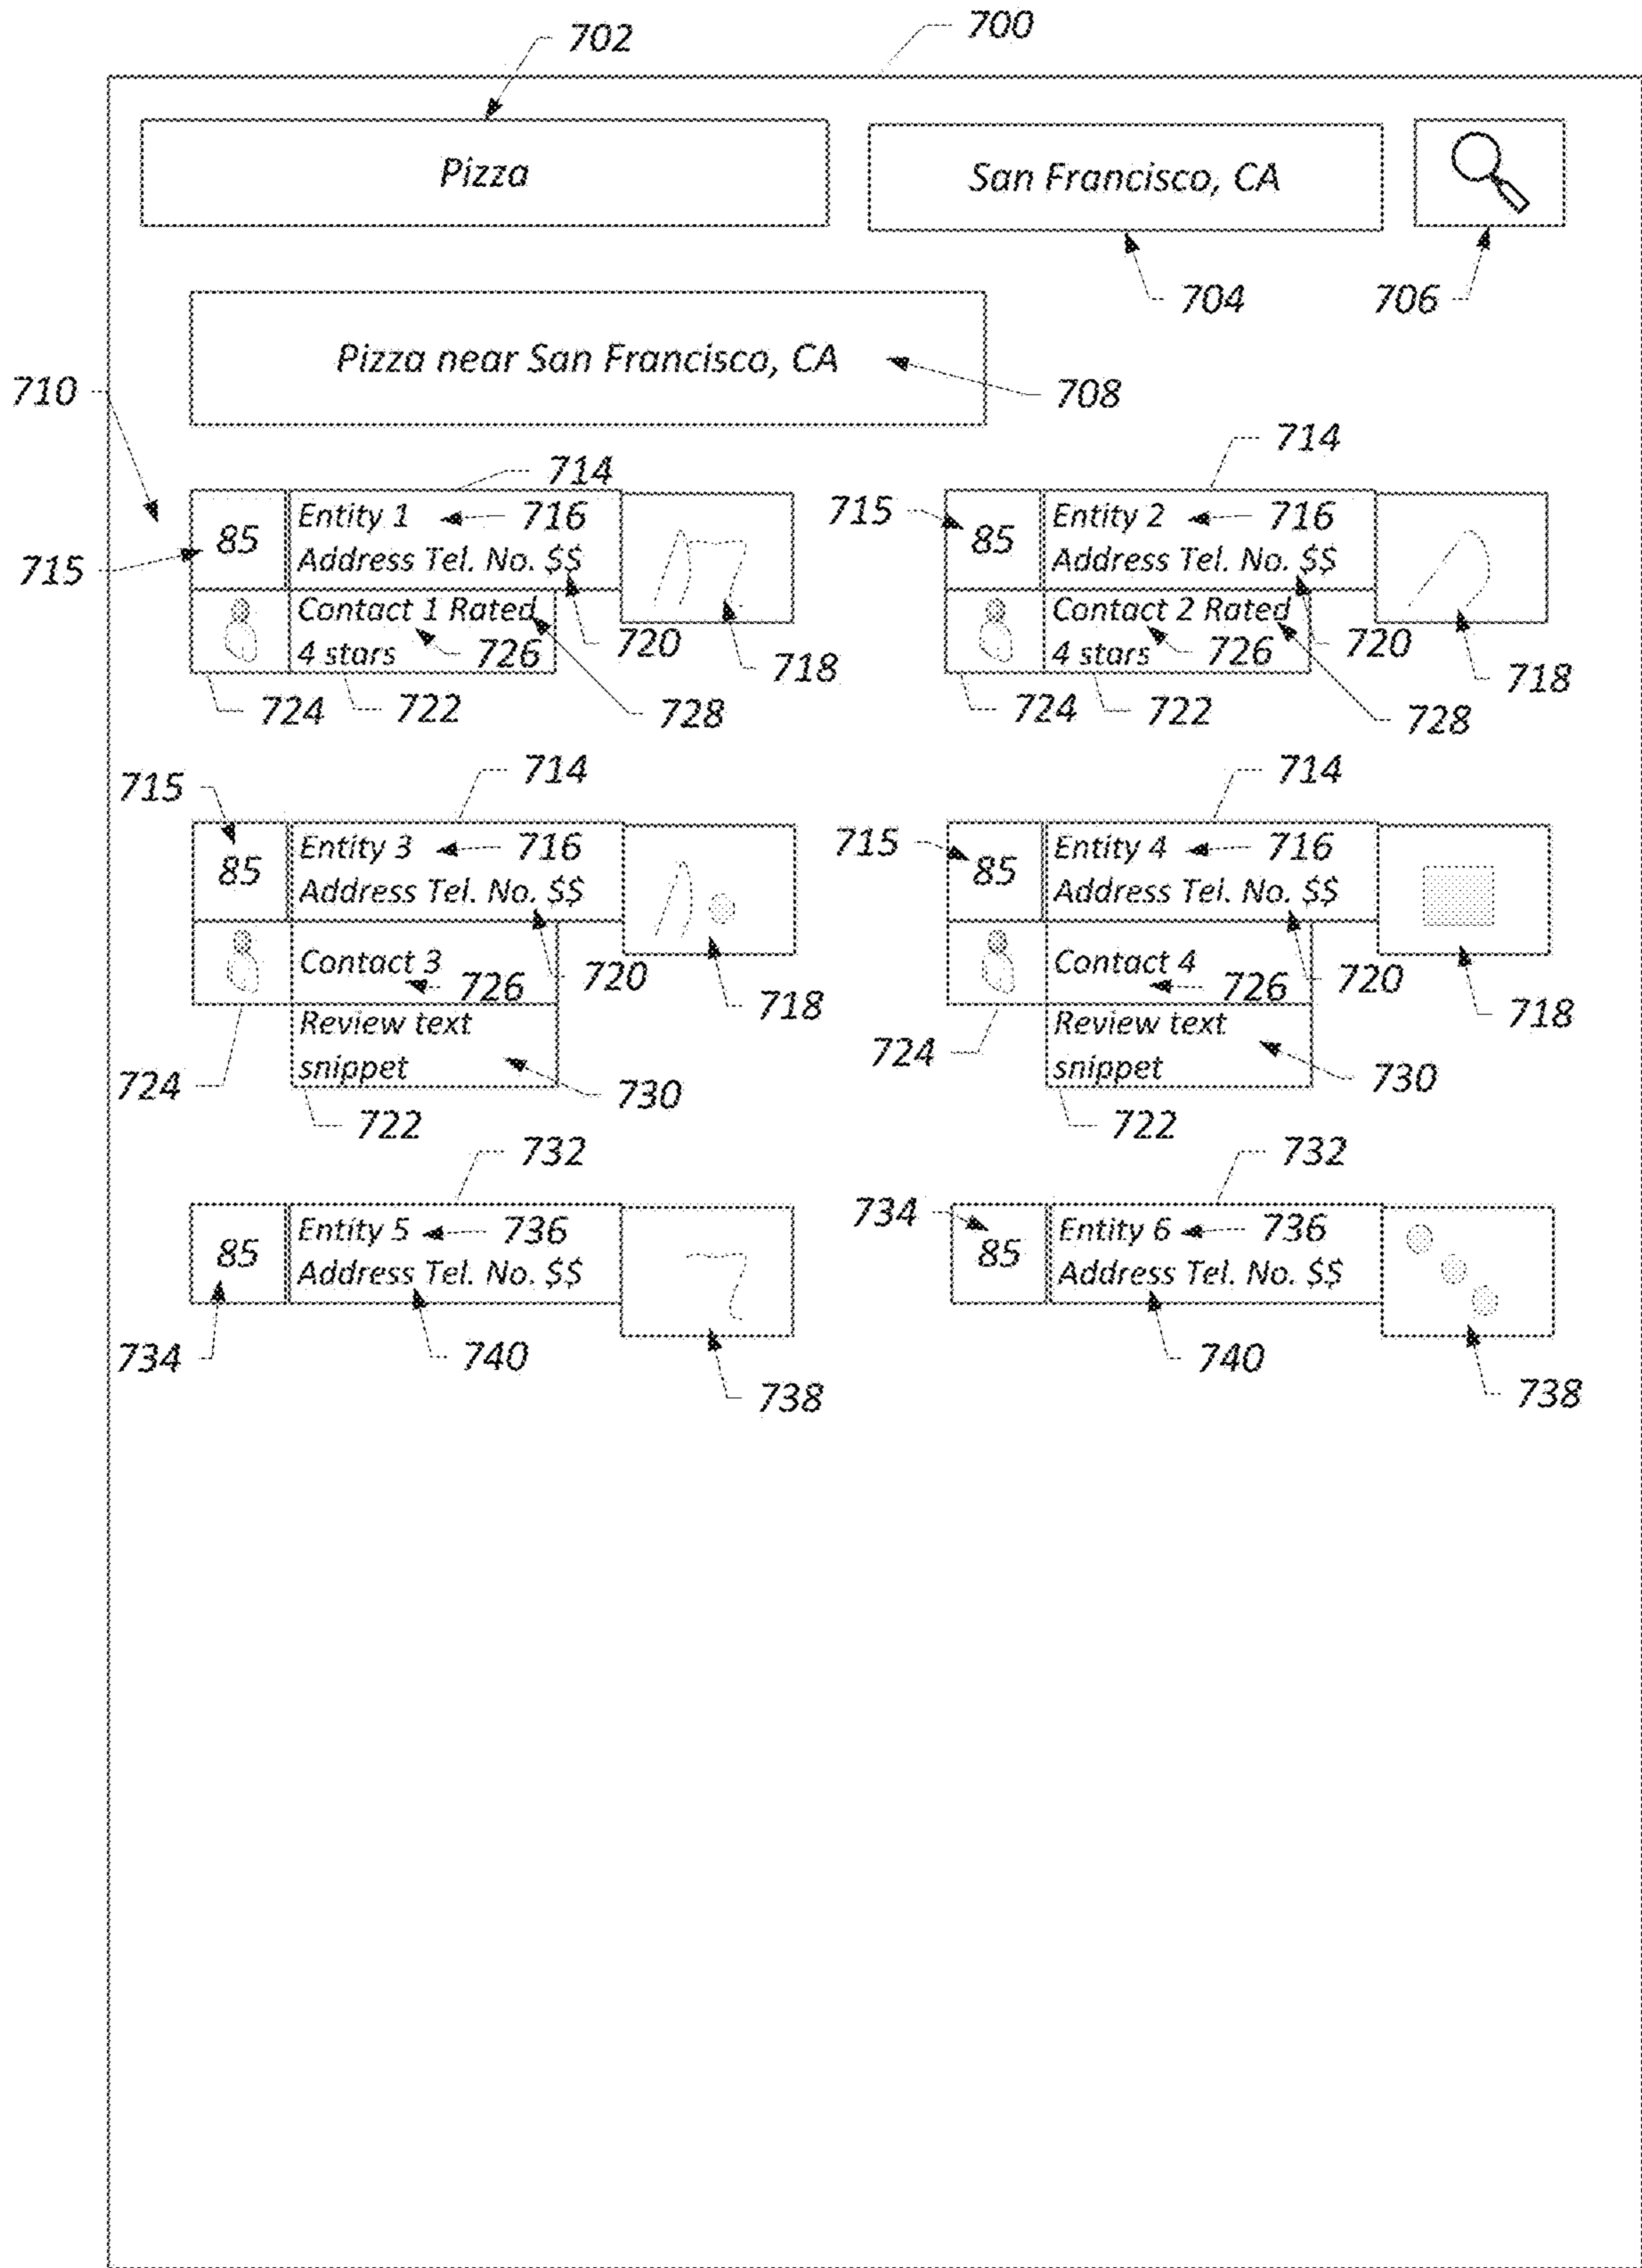 702
700
Pizza
San Francisco, CA
704
706
Pizza near San Francisco, CA
708
710
714
714
715
85
Entity 1
716
Address Tel. No. $$
715
85
Entity 2
716
Address Tel. No. $$
715
Contact 1 Rated
4 stars
726
720
718
Contact 2 Rated
4 stars
726
720
718
724
722
728
724
722
728
715
714
714
85
Entity 3
716
Address Tel. No. $$
715
85
Entity 4
716
Address Tel. No. $$
Contact 3
726
720
718
Contact 4
726
720
718
Review text
snippet
730
724
722
Review text
snippet
730
724
722
732
732
85
Entity 5
736
Address Tel. No. $$
734
85
Entity 6
736
Address Tel. No. $$
734
740
738
740
738